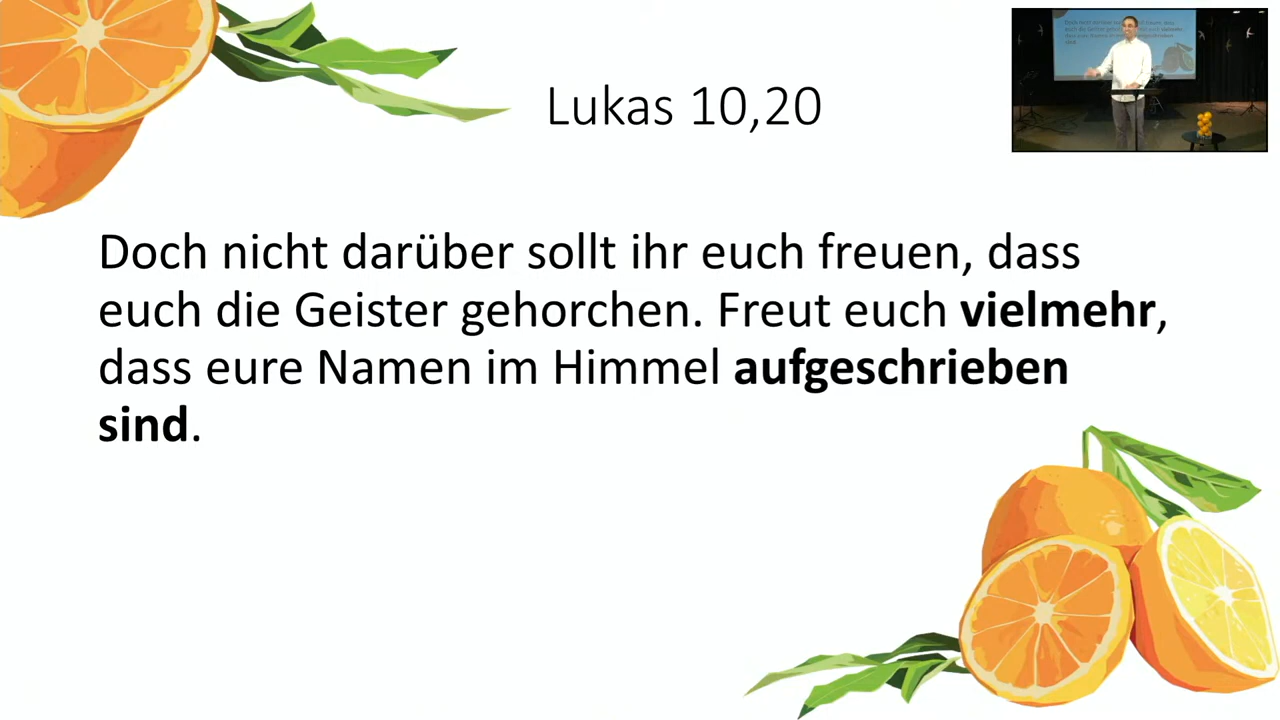 Lukas 10,20
Doch nicht darüber sollt ihr euch freuen, dass
euch die Geister gehorchen. Freut euch vielmehr,
dass eure Namen im Himmel aufgeschrieben
sind.